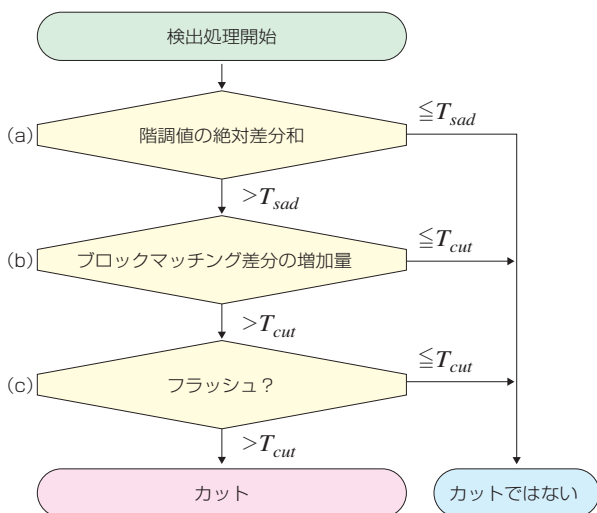 検出処理開始
(a)
階調値の絶対差分和
≦T_sad
>T_sad
(b)
ブロックマッチング差分の増加量
≦T_cut
>T_cut
(c)
フラッシュ?
≦T_cut
>T_cut
カット
カットではない